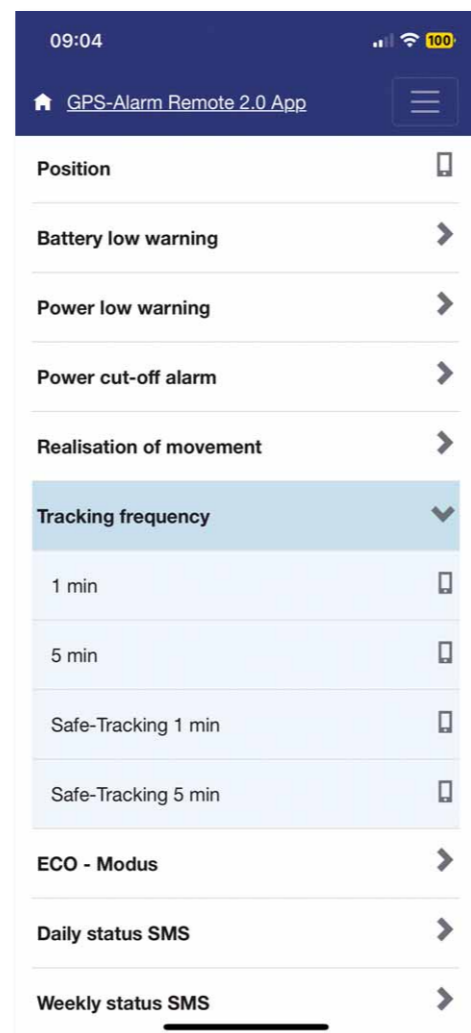 09:04
100
GPS-Alarm Remote 2.0 App
Position
Battery low warning
Power low warning
Power cut-off alarm
Realisation of movement
Tracking frequency
1 min
5 min
Safe-Tracking 1 min
Safe-Tracking 5 min
ECO - Modus
Daily status SMS
Weekly status SMS